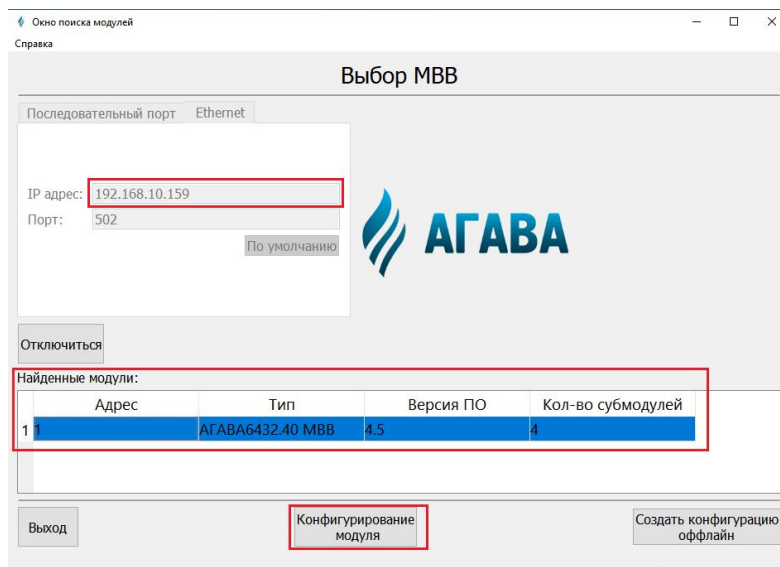 Окно поиска модулей
Справка
Выбор МВВ
Последовательный порт Ethernet
IP адрес: 192.168.10.159
Порт: 502
По умолчанию
АГАВА
Отключиться
Найденные модули:
Адрес Тип Версия ПО Кол-во субмодулей
1 1 АГАВА6432.40 МВВ 4.5 4
Выход
Конфигурирование
модуля
Создать конфигурацию
оффлайн